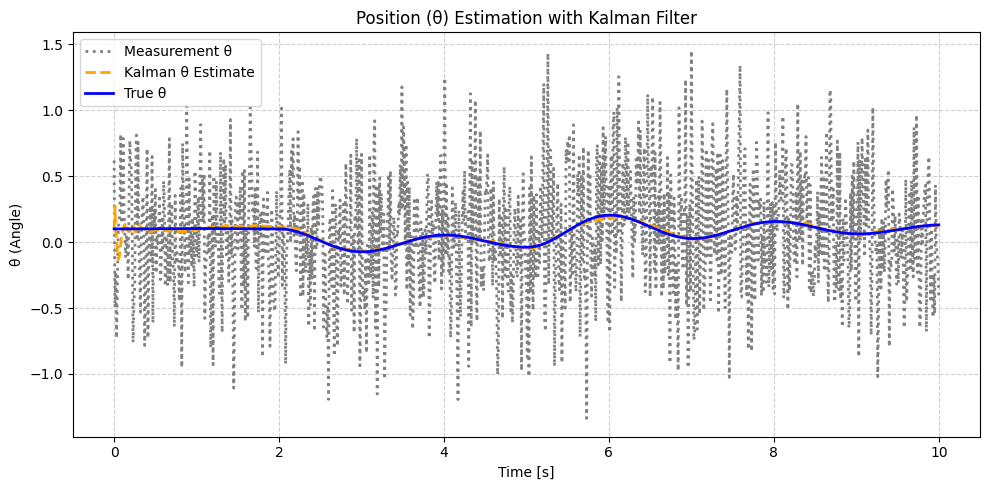 Position (θ) Estimation with Kalman Filter
Measurement θ
Kalman θ Estimate
True θ
1.5
1.0
0.5
0.0
−0.5
−1.0
θ (Angle)
0 2 4 6 8 10
Time [s]